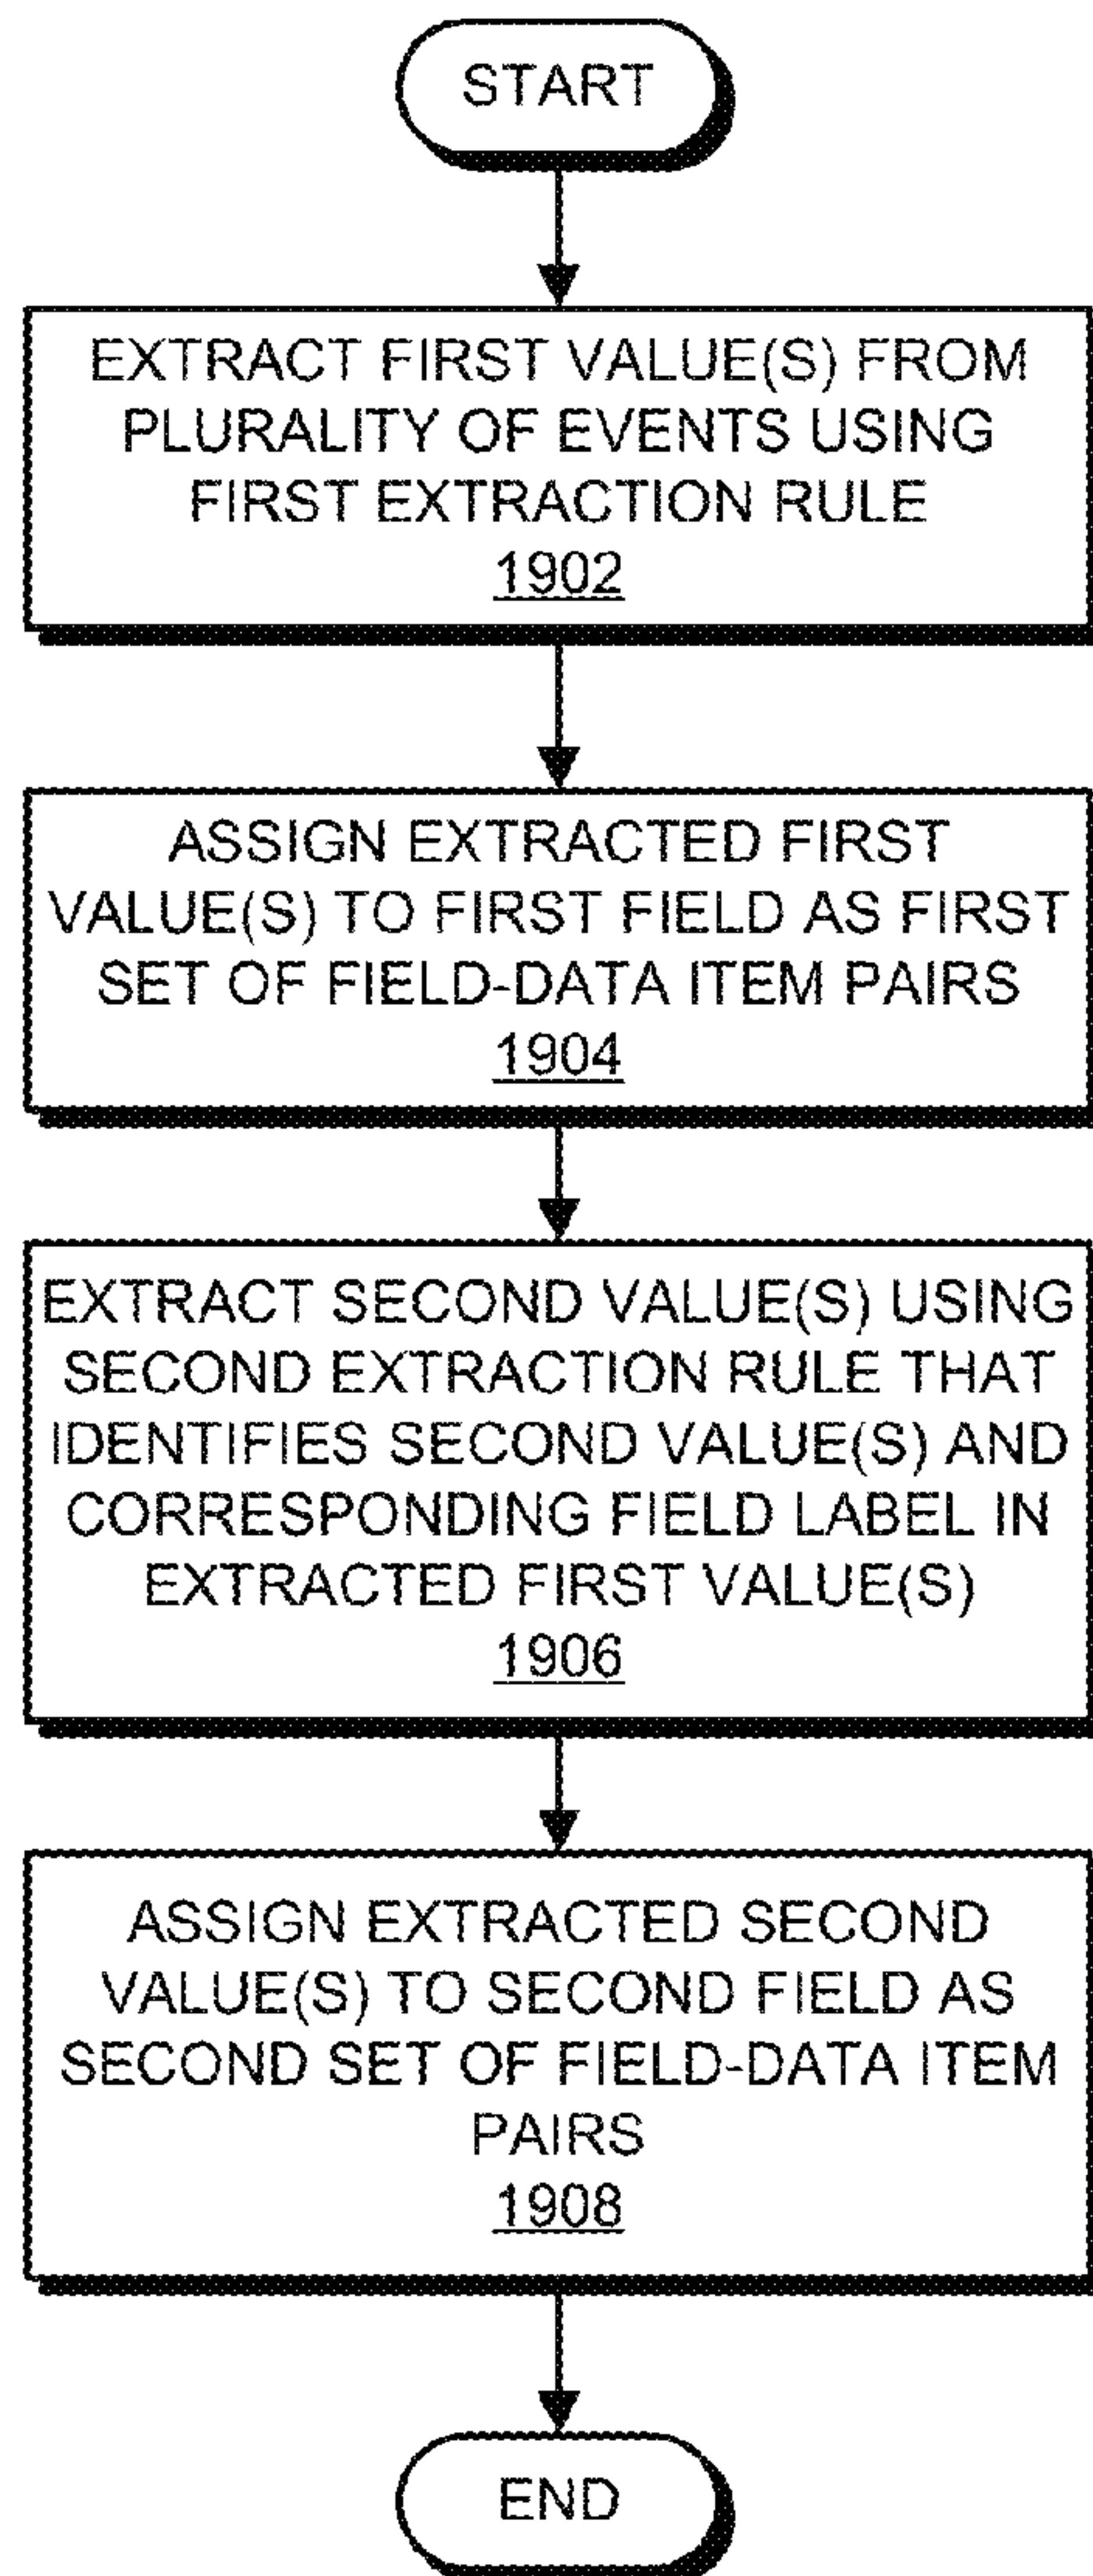 START
EXTRACT FIRST VALUE(S) FROM
PLURALITY OF EVENTS USING
FIRST EXTRACTION RULE
1902
ASSIGN EXTRACTED FIRST
VALUE(S) TO FIRST FIELD AS FIRST
SET OF FIELD-DATA ITEM PAIRS
1904
EXTRACT SECOND VALUE(S) USING
SECOND EXTRACTION RULE THAT
IDENTIFIES SECOND VALUE(S) AND
CORRESPONDING FIELD LABEL IN
EXTRACTED FIRST VALUE(S)
1906
ASSIGN EXTRACTED SECOND
VALUE(S) TO SECOND FIELD AS
SECOND SET OF FIELD-DATA ITEM
PAIRS
1908
END